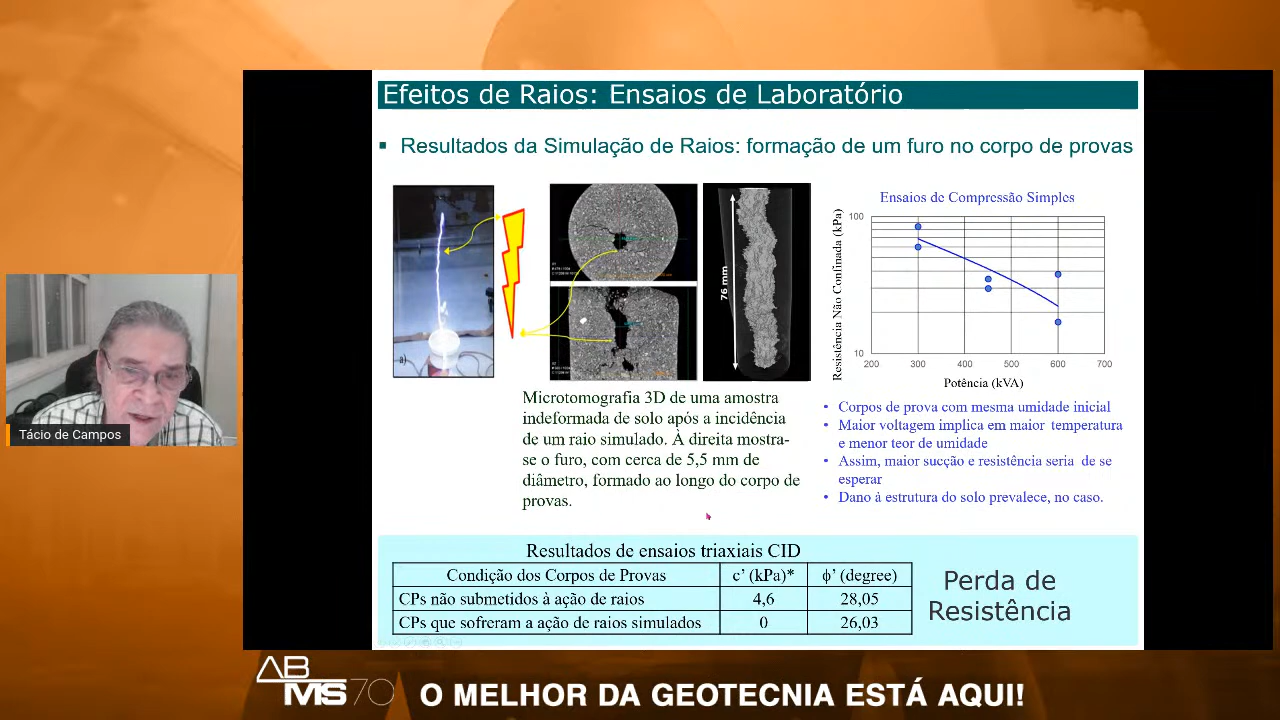 Efeitos de Raios: Ensaios de Laboratório
▪ Resultados da Simulação de Raios: formação de um furo no corpo de provas
a)
76 mm
Ensaios de Compressão Simples
Resistência Não Confinada (kPa)
100
10
200 300 400 500 600 700
Potência (kVA)
Microtomografia 3D de uma amostra
indeformada de solo após a incidência
de um raio simulado. À direita mostra-
se o furo, com cerca de 5,5 mm de
diâmetro, formado ao longo do corpo de
provas.
• Corpos de prova com mesma umidade inicial
• Maior voltagem implica em maior temperatura
e menor teor de umidade
• Assim, maior sucção e resistência seria de se
esperar
• Dano à estrutura do solo prevalece, no caso.
Resultados de ensaios triaxiais CID
Condição dos Corpos de Provas c' (kPa)* ϕ' (degree)
CPs não submetidos à ação de raios 4,6 28,05
CPs que sofreram a ação de raios simulados 0 26,03
Perda de
Resistência
Tácio de Campos
ABMS70
O MELHOR DA GEOTECNIA ESTÁ AQUI!